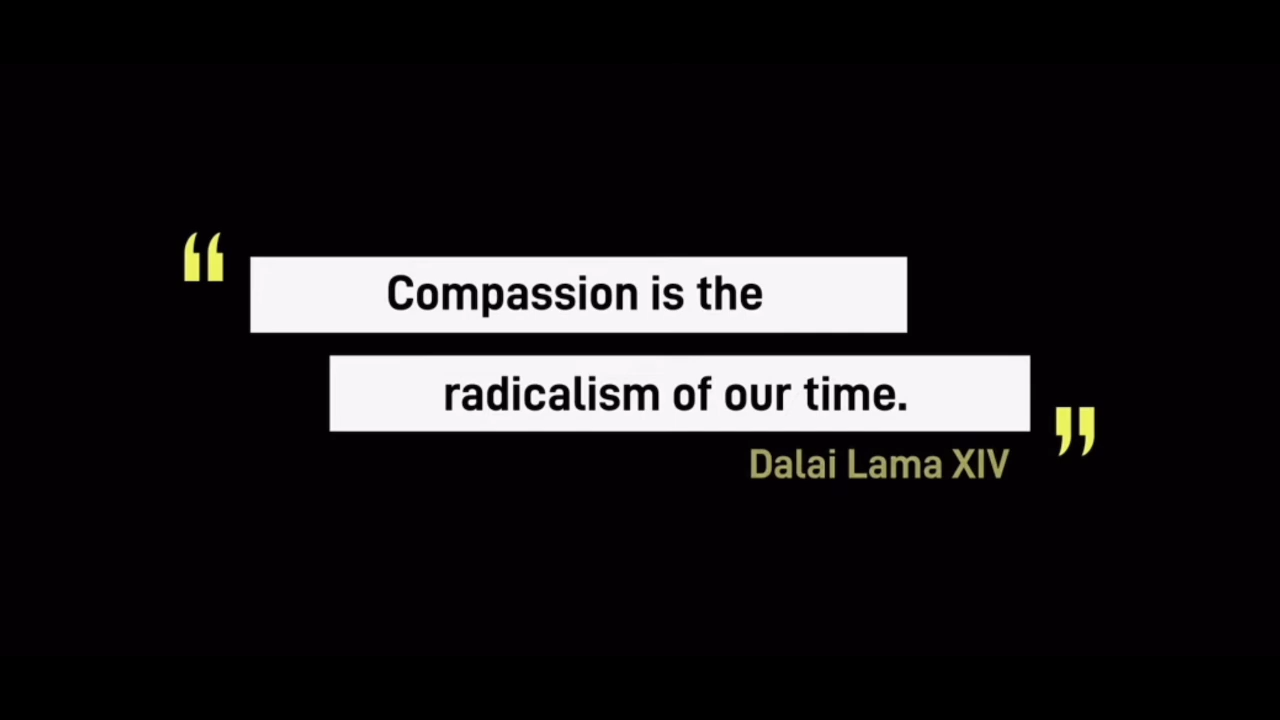 “
Compassion is the
radicalism of our time.
”
Dalai Lama XIV